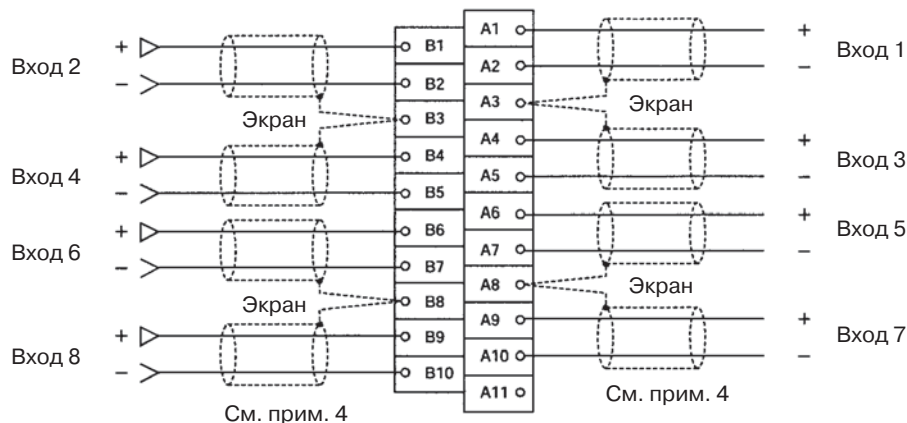 Вход 2
+
−
B1
B2
Экран
B3
Вход 4
+
−
B4
B5
Вход 6
+
−
B6
B7
Экран
B8
Вход 8
+
−
B9
B10
См. прим. 4
A1
A2
+
−
Вход 1
A3
Экран
A4
A5
+
−
Вход 3
A6
A7
+
−
Вход 5
A8
Экран
A9
A10
+
−
Вход 7
A11
См. прим. 4